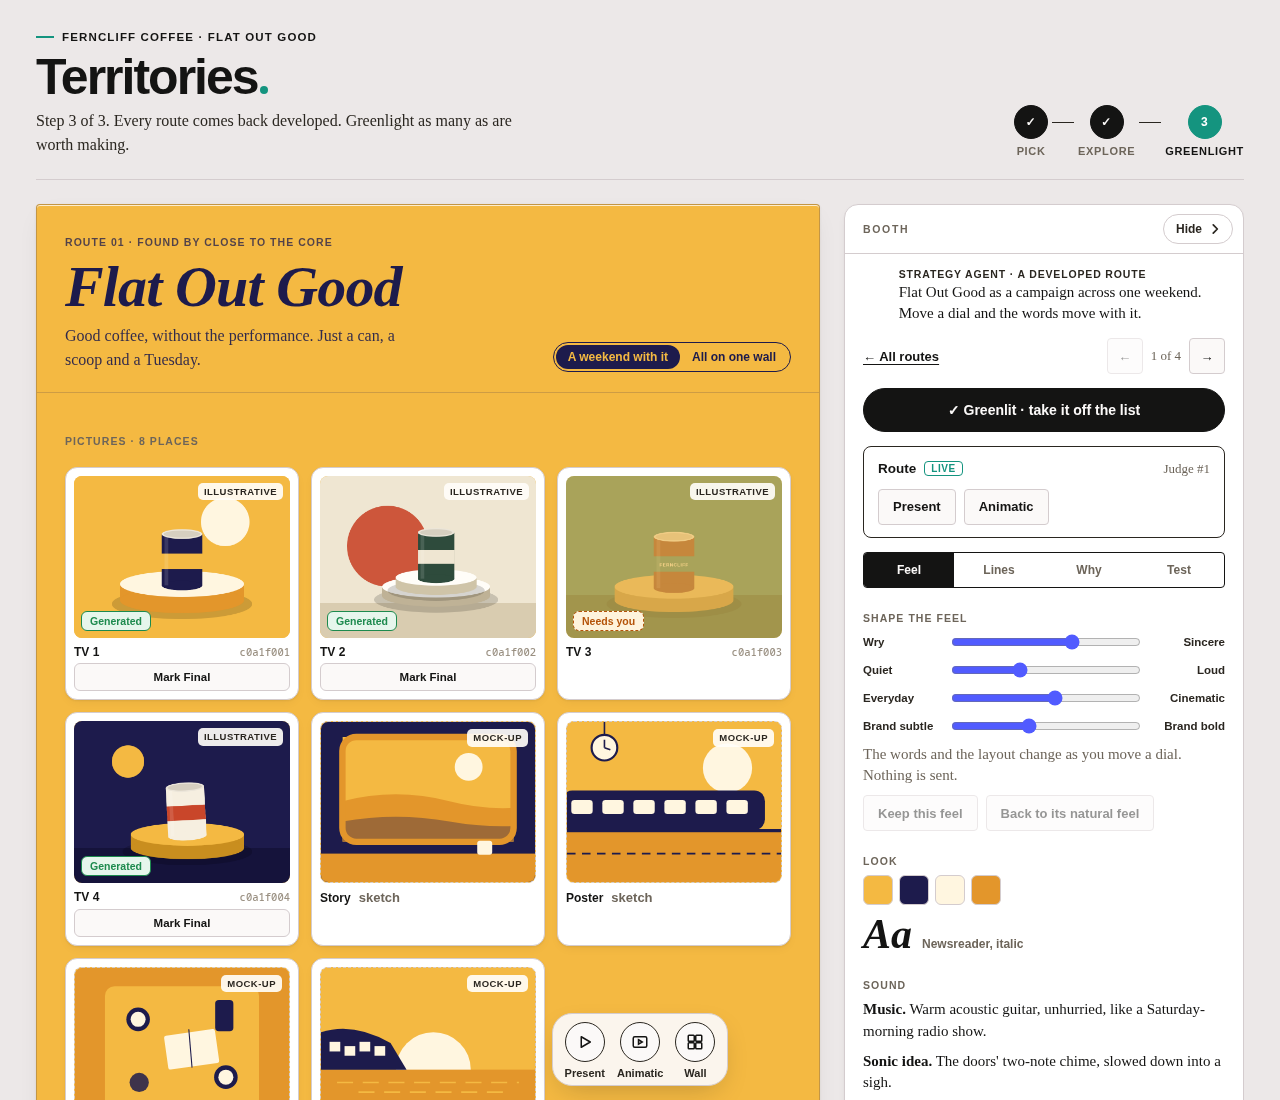 FERNCLIFF COFFEE · FLAT OUT GOOD
Territories.
Step 3 of 3. Every route comes back developed. Greenlight as many as are
worth making.
✓
✓
3
PICK
EXPLORE
GREENLIGHT
ROUTE 01 · FOUND BY CLOSE TO THE CORE
Flat Out Good
Good coffee, without the performance. Just a can, a
scoop and a Tuesday.
A weekend with it
All on one wall
PICTURES · 8 PLACES
ILLUSTRATIVE
Generated
TV 1
c0a1f001
Mark Final
ILLUSTRATIVE
Generated
TV 2
c0a1f002
Mark Final
ILLUSTRATIVE
FERNCLIFF
Needs you
TV 3
c0a1f003
ILLUSTRATIVE
Generated
TV 4
c0a1f004
Mark Final
MOCK-UP
Story sketch
MOCK-UP
Poster sketch
MOCK-UP
MOCK-UP
Present
Animatic
Wall
BOOTH
Hide
STRATEGY AGENT · A DEVELOPED ROUTE
Flat Out Good as a campaign across one weekend.
Move a dial and the words move with it.
← All routes
←
1 of 4
→
✓ Greenlit · take it off the list
Route
LIVE
Judge #1
Present
Animatic
Feel
Lines
Why
Test
SHAPE THE FEEL
Wry
Sincere
Quiet
Loud
Everyday
Cinematic
Brand subtle
Brand bold
The words and the layout change as you move a dial.
Nothing is sent.
Keep this feel
Back to its natural feel
LOOK
Aa
Newsreader, italic
SOUND
Music. Warm acoustic guitar, unhurried, like a Saturday-
morning radio show.
Sonic idea. The doors' two-note chime, slowed down into a
sigh.